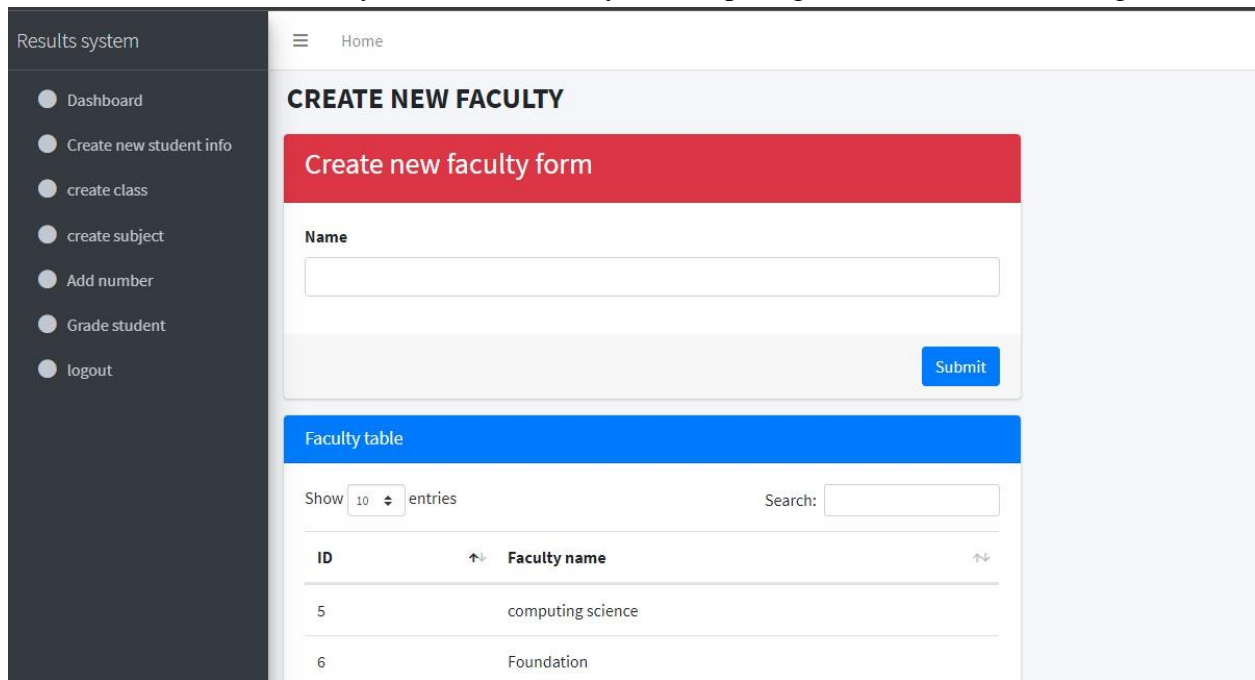 Results system
Home
Dashboard
Create new student info
create class
create subject
Add number
Grade student
logout
CREATE NEW FACULTY
Create new faculty form
Name
Submit
Faculty table
Show 10 entries
Search:
ID Faculty name
5 computing science
6 Foundation